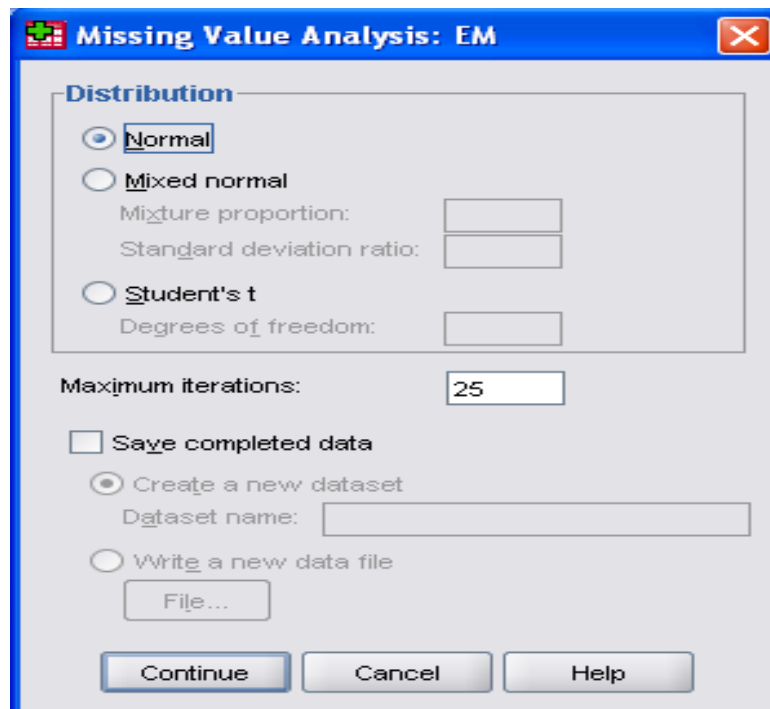 Missing Value Analysis: EM
Distribution
Normal
Mixed normal
Mixture proportion:
Standard deviation ratio:
Student's t
Degrees of freedom:
Maximum iterations:
25
Save completed data
Create a new dataset
Dataset name:
Write a new data file
File...
Continue
Cancel
Help